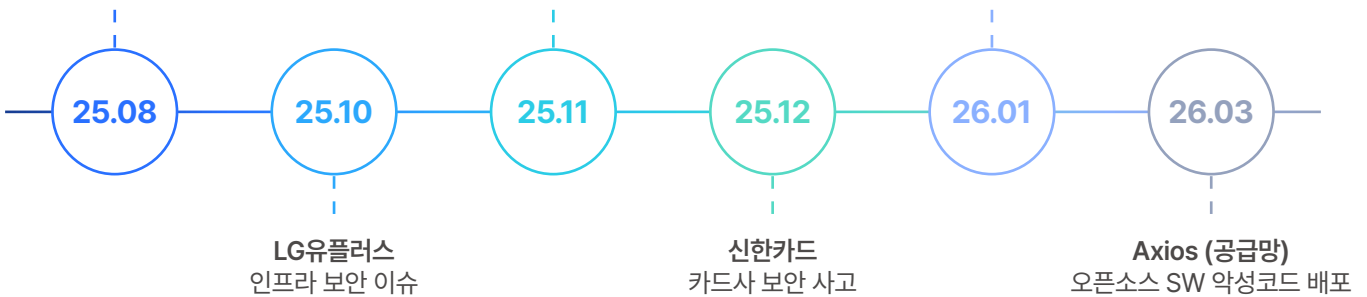 25.08
25.10
25.11
25.12
26.01
26.03
LG유플러스
인프라 보안 이슈
신한카드
카드사 보안 사고
Axios (공급망)
오픈소스 SW 악성코드 배포